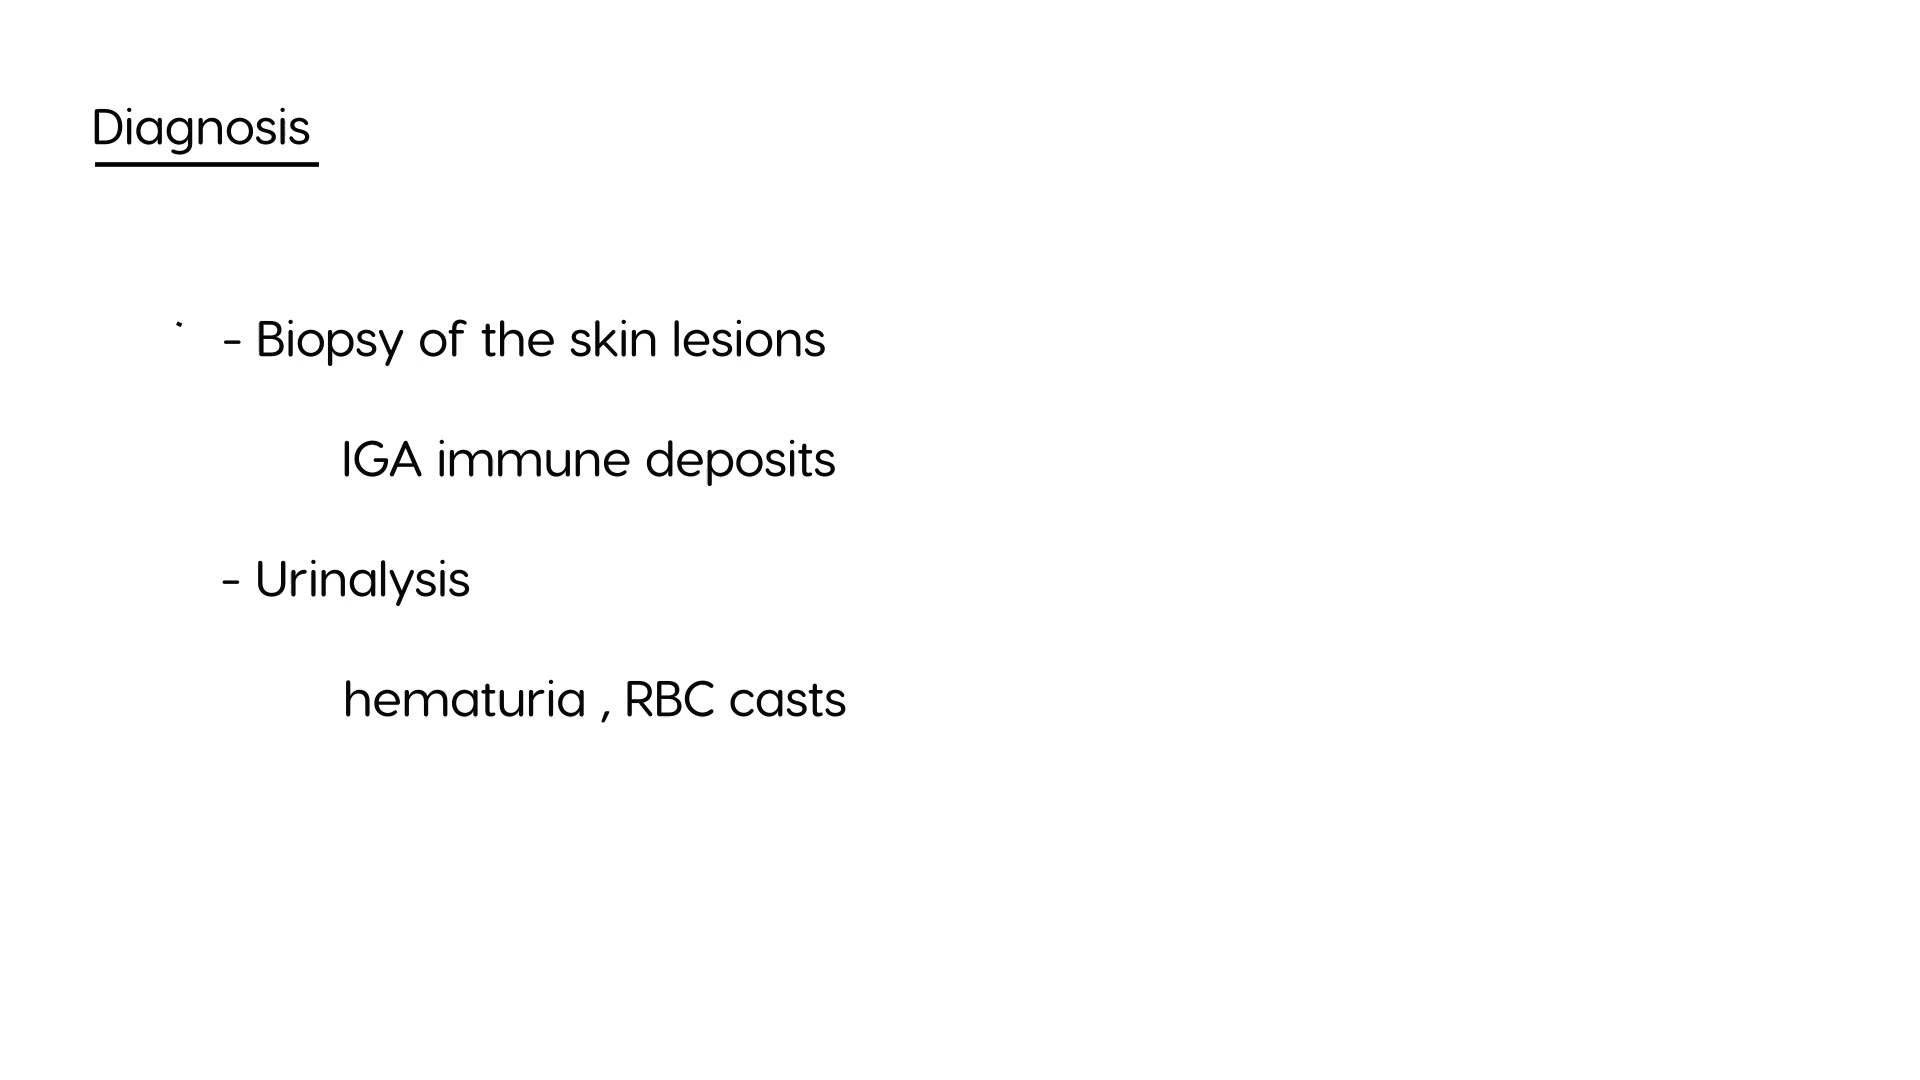 Diagnosis
- Biopsy of the skin lesions
IGA immune deposits
- Urinalysis
hematuria , RBC casts